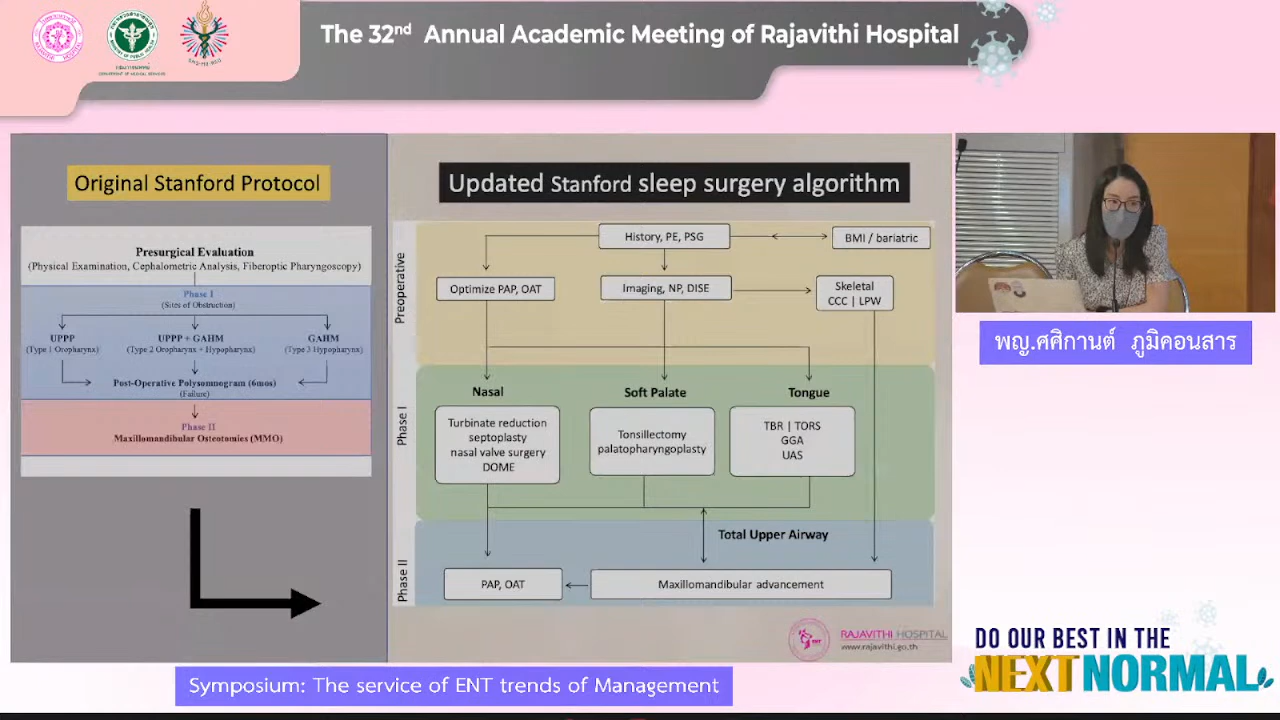 The 32nd Annual Academic Meeting of Rajavithi Hospital
Original Stanford Protocol
Presurgical Evaluation
(Physical Examination, Cephalometric Analysis, Fiberoptic Pharyngoscopy)
Phase I
(Sites of Obstruction)
UPPP
(Type 1 Oropharynx)
UPPP + GAHM
(Type 2 Oropharynx + Hypopharynx)
GAHM
(Type 3 Hypopharynx)
Post-Operative Polysomnogram (6mos)
(Failure)
Phase II
Maxillomandibular Osteotomies (MMO)
Updated Stanford sleep surgery algorithm
Preoperative
History, PE, PSG
BMI / bariatric
Optimize PAP, OAT
Imaging, NP, DISE
Skeletal
CCC | LPW
Phase I
Nasal
Turbinate reduction
septoplasty
nasal valve surgery
DOME
Soft Palate
Tonsillectomy
palatopharyngoplasty
Tongue
TBR | TORS
GGA
UAS
Phase II
Total Upper Airway
PAP, OAT
Maxillomandibular advancement
RAJAVITHI HOSPITAL
www.rajavithi.go.th
พญ.ศศิกานต์ ภูมิคอนสาร
Symposium: The service of ENT trends of Management
DO OUR BEST IN THE
NEXT NORMAL